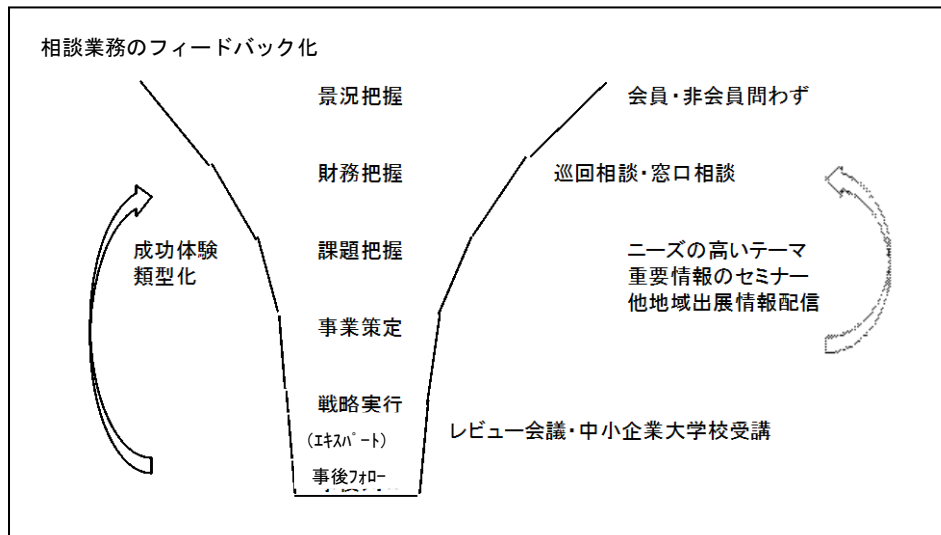 相談業務のフィードバック化
景況把握
会員・非会員問わず
財務把握
巡回相談・窓口相談
成功体験
類型化
課題把握
ニーズの高いテーマ
重要情報のセミナー
他地域出展情報配信
事業策定
戦略実行
(ｴｷｽﾊﾟｰﾄ)
レビュー会議・中小企業大学校受講
事後ﾌｫﾛｰ